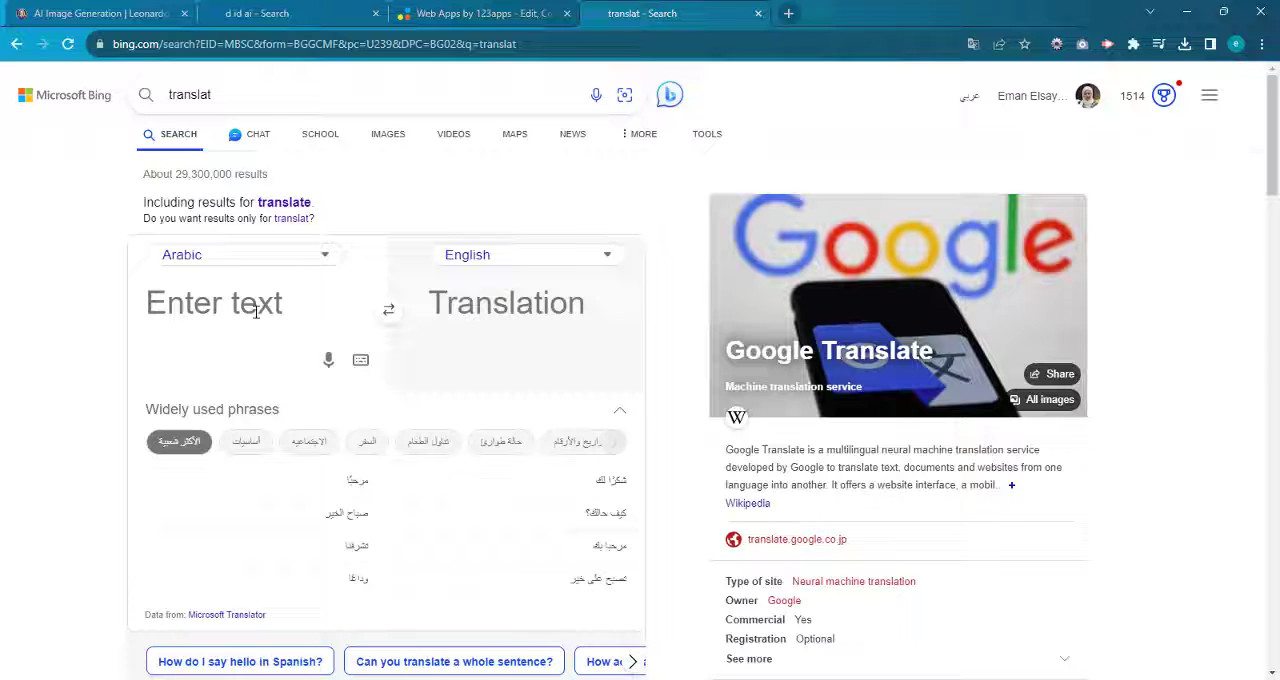 AI Image Generation | Leonardo
d id ai - Search
Web Apps by 123apps - Edit, Co
translat - Search
bing.com/search?EID=MBSC&form=BGGCMF&pc=U239&DPC=BG02&q=translat
Microsoft Bing
translat
عربي
Eman Elsay...
1514
SEARCH
CHAT
SCHOOL
IMAGES
VIDEOS
MAPS
NEWS
MORE
TOOLS
About 29,300,000 results
Including results for translate.
Do you want results only for translat?
Arabic
English
Enter text
Translation
Widely used phrases
الأكثر شعبية
أساسيات
الاجتماعيه
السفر
تناول الطعام
حالة طوارئ
مرحبًا
شكرًا لك
صباح الخير
كيف حالك؟
تشرفنا
مرحبا بك
وداعًا
تصبح على خير
Data from: Microsoft Translator
How do I say hello in Spanish?
Can you translate a whole sentence?
Google
Google Translate
Machine translation service
Share
All images
W
Google Translate is a multilingual neural machine translation service
developed by Google to translate text, documents and websites from one
language into another. It offers a website interface, a mobil.. +
Wikipedia
translate.google.co.jp
Type of site Neural machine translation
Owner Google
Commercial Yes
Registration Optional
See more